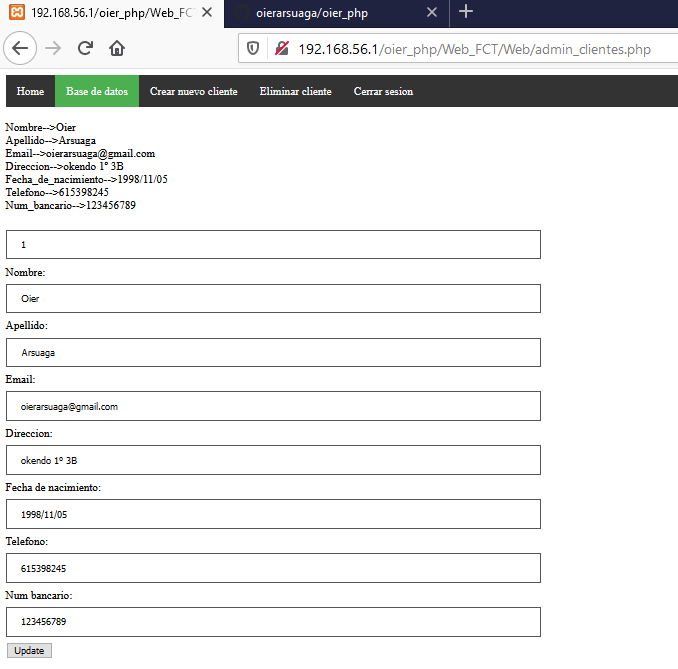 192.168.56.1/oier_php/Web_FC
oierarsuaga/oier_php
192.168.56.1/oier_php/Web_FCT/Web/admin_clientes.php
Home Base de datos Crear nuevo cliente Eliminar cliente Cerrar sesion
Nombre-->Oier
Apellido-->Arsuaga
Email-->oierarsuaga@gmail.com
Direccion-->okendo 1º 3B
Fecha_de_nacimiento-->1998/11/05
Telefono-->615398245
Num_bancario-->123456789
1
Nombre:
Oier
Apellido:
Arsuaga
Email:
oierarsuaga@gmail.com
Direccion:
okendo 1º 3B
Fecha de nacimiento:
1998/11/05
Telefono:
615398245
Num bancario:
123456789
Update